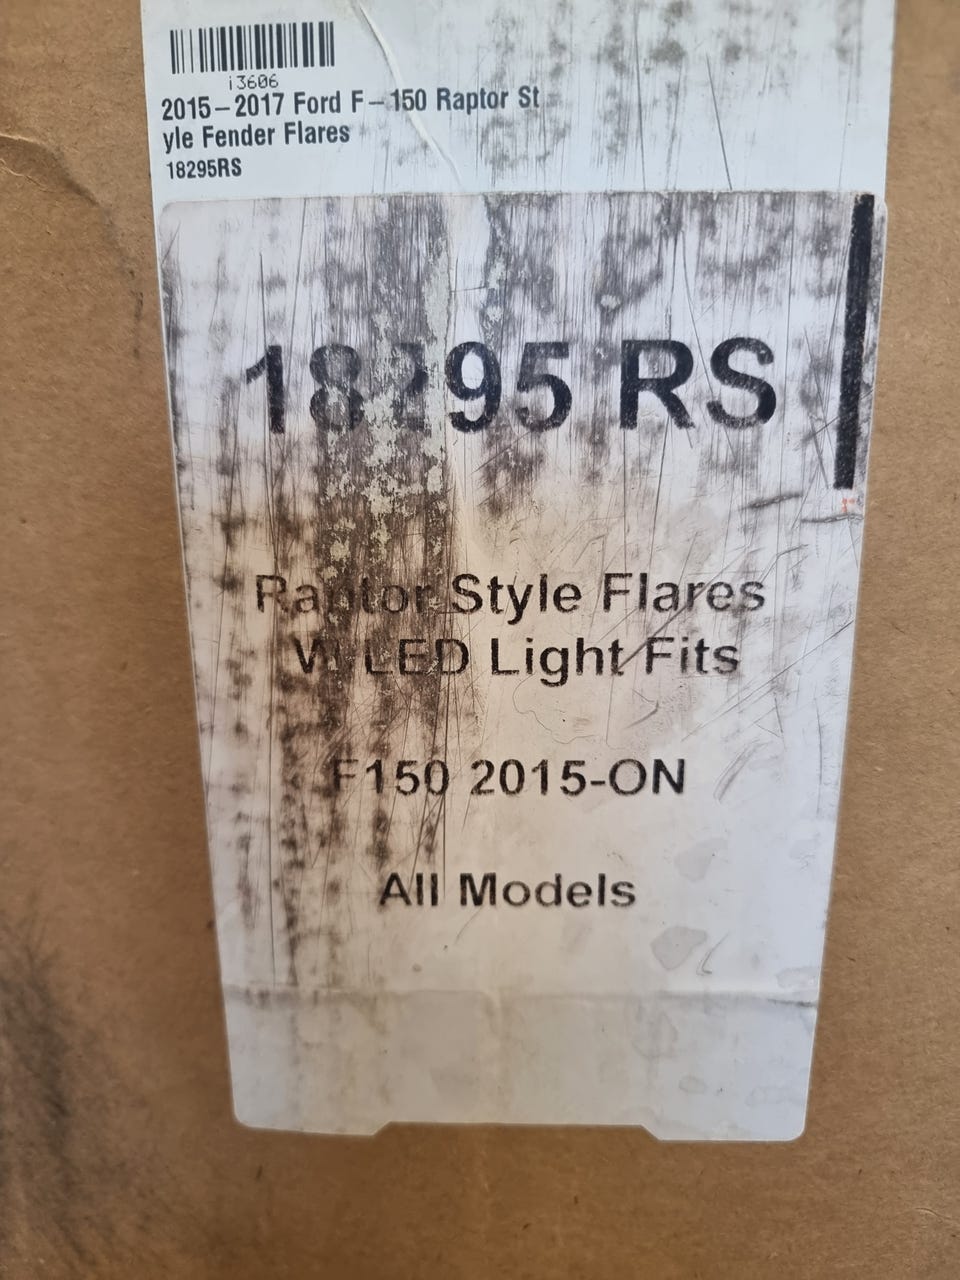 i3606
2015-2017 Ford F-150 Raptor St
yle Fender Flares
18295RS
18295 RS
Raptor Style Flares
W/ LED Light Fits
F150 2015-ON
All Models